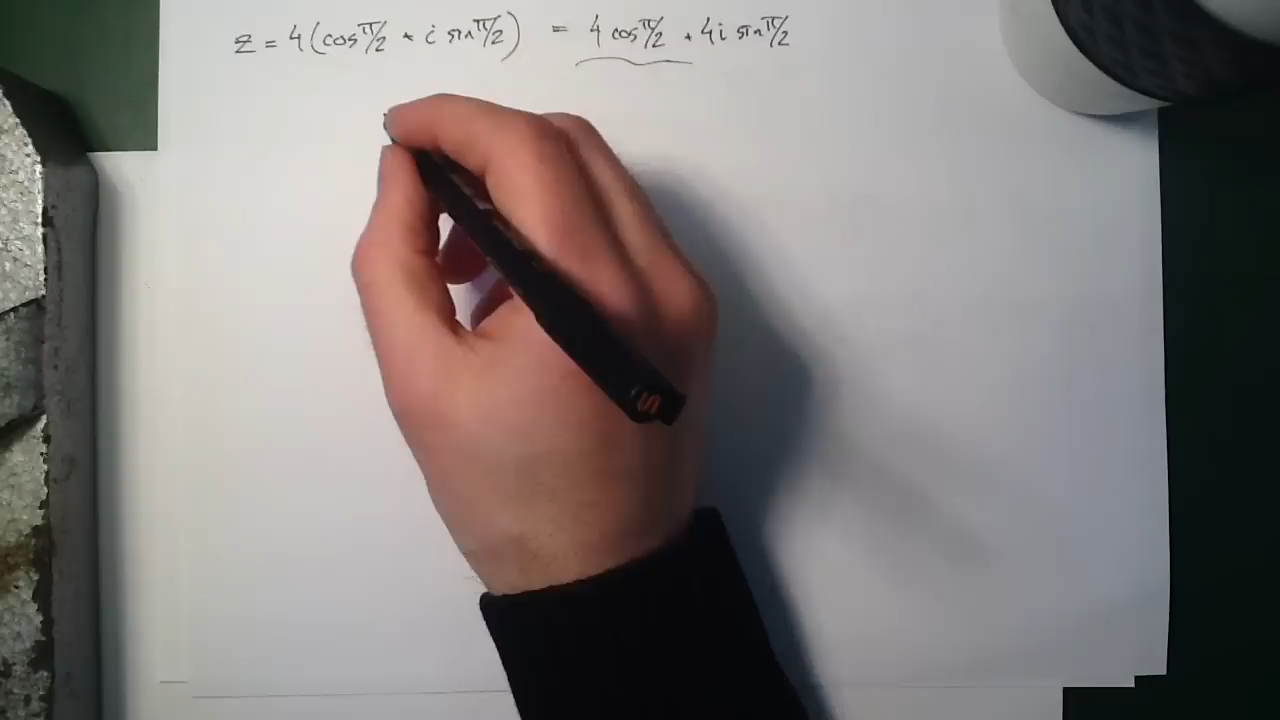 z = 4(cos π/2 + i sin π/2) = 4 cos π/2 + 4i sin π/2